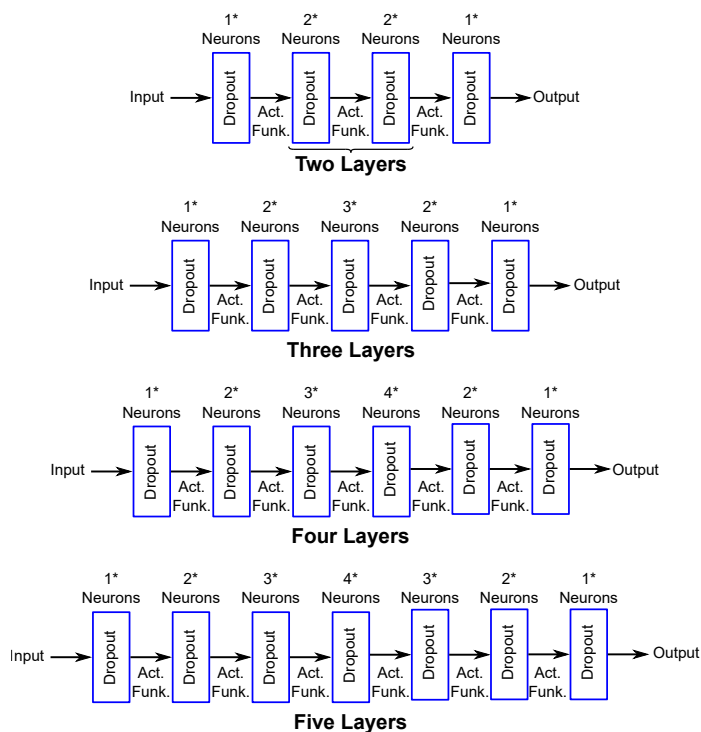 1* 2* 2* 1*
Neurons Neurons Neurons Neurons
Input Dropout Dropout Dropout Dropout Output
Act. Act. Act.
Funk. Funk. Funk.
Two Layers
1* 2* 3* 2* 1*
Neurons Neurons Neurons Neurons Neurons
Input Dropout Dropout Dropout Dropout Dropout Output
Act. Act. Act. Act.
Funk. Funk. Funk. Funk.
Three Layers
1* 2* 3* 4* 2* 1*
Neurons Neurons Neurons Neurons Neurons Neurons
Input Dropout Dropout Dropout Dropout Dropout Dropout Output
Act. Act. Act. Act. Act.
Funk. Funk. Funk. Funk. Funk.
Four Layers
1* 2* 3* 4* 3* 2* 1*
Neurons Neurons Neurons Neurons Neurons Neurons Neurons
Input Dropout Dropout Dropout Dropout Dropout Dropout Dropout Output
Act. Act. Act. Act. Act. Act.
Funk. Funk. Funk. Funk. Funk. Funk.
Five Layers